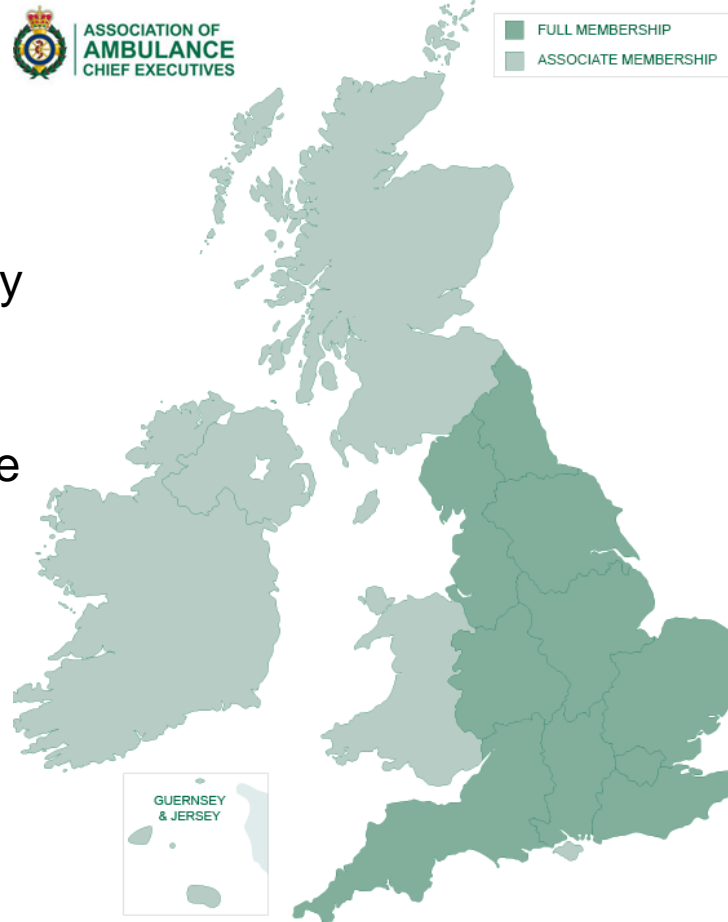 ASSOCIATION OF
AMBULANCE
CHIEF EXECUTIVES
FULL MEMBERSHIP
ASSOCIATE MEMBERSHIP
y
e
GUERNSEY
& JERSEY